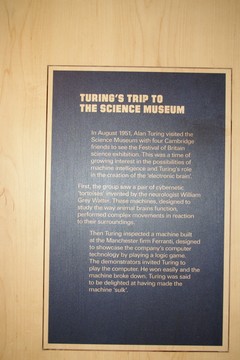 TURING'S TRIP TO
THE SCIENCE MUSEUM
In August 1951, Alan Turing visited the
Science Museum with four Cambridge
friends to see the Festival of Britain
science exhibition. This was a time of
growing interest in the possibilities of
machine intelligence and Turing's role
in the creation of the 'electronic brain'.
First, the group saw a pair of cybernetic
'tortoises' invented by the neurologist William
Grey Walter. These machines, designed to
study the way animal brains function,
performed complex movements in reaction
to their surroundings.
Then Turing inspected a machine built
at the Manchester firm Ferranti, designed
to showcase the company's computer
technology by playing a logic game.
The demonstrators invited Turing to
play the computer. He won easily and the
machine broke down. Turing was said
to be delighted at having made the
machine 'sulk'.